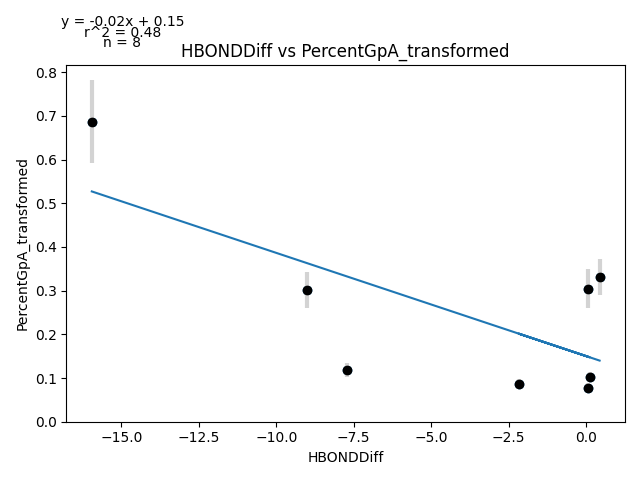 y = -0.02x + 0.15
r^2 = 0.48
n = 8
HBONDDiff vs PercentGpA_transformed
0.8
0.7
0.6
0.5
0.4
0.3
0.2
0.1
0.0
PercentGpA_transformed
−15.0 −12.5 −10.0 −7.5 −5.0 −2.5 0.0
HBONDDiff